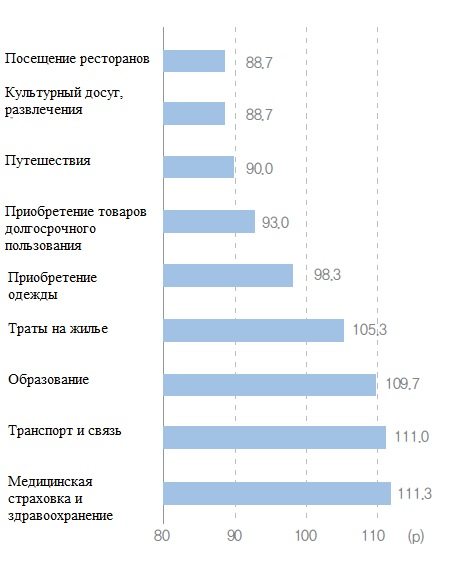 Посещение ресторанов 88.7
Культурный досуг,
развлечения 88.7
Путешествия 90.0
Приобретение товаров
долгосрочного 93.0
пользования
Приобретение 98.3
одежды
Траты на жилье 105.3
Образование 109.7
Транспорт и связь 111.0
Медицинская
страховка и 111.3
здравоохранение
80 90 100 110 (p)